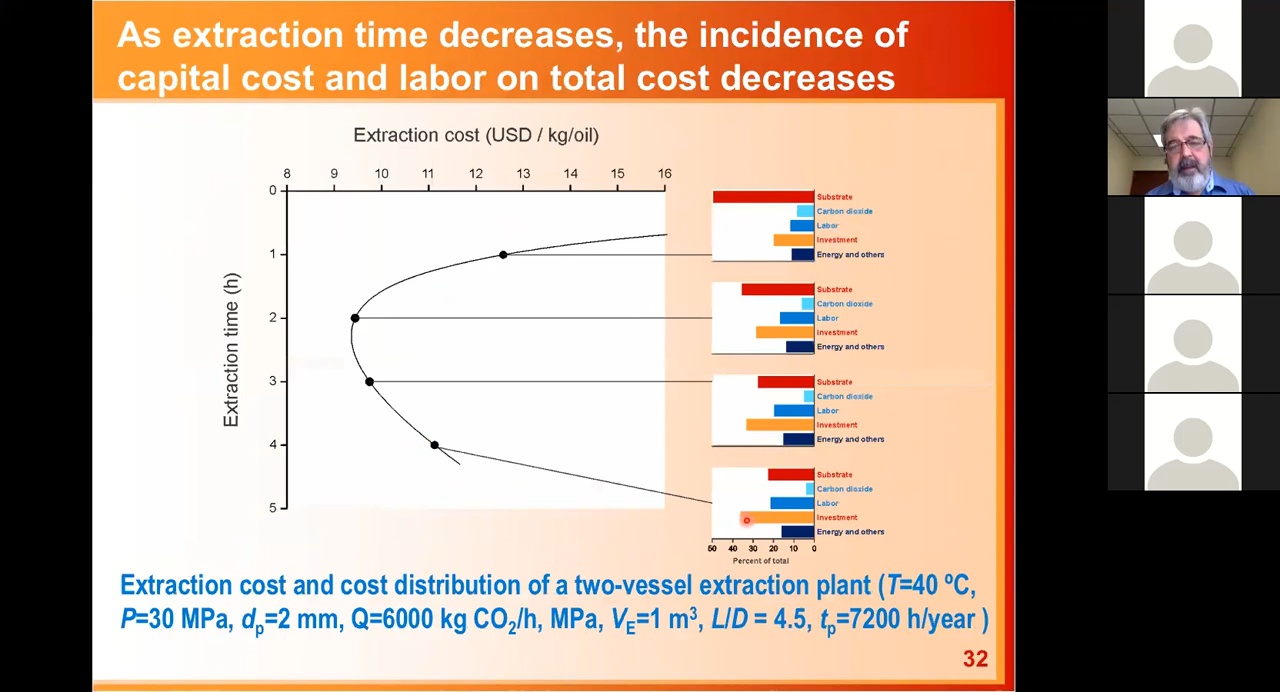 As extraction time decreases, the incidence of
capital cost and labor on total cost decreases
Extraction cost (USD / kg/oil)
8 9 10 11 12 13 14 15 16
Extraction time (h)
0
1
2
3
4
5
Substrate
Carbon dioxide
Labor
Investment
Energy and others
Substrate
Carbon dioxide
Labor
Investment
Energy and others
Substrate
Carbon dioxide
Labor
Investment
Energy and others
Substrate
Carbon dioxide
Labor
Investment
Energy and others
50 40 30 20 10 0
Percent of total
Extraction cost and cost distribution of a two-vessel extraction plant (T=40 ºC,
P=30 MPa, dp=2 mm, Q=6000 kg CO2/h, MPa, VE=1 m³, L/D = 4.5, tp=7200 h/year )
32